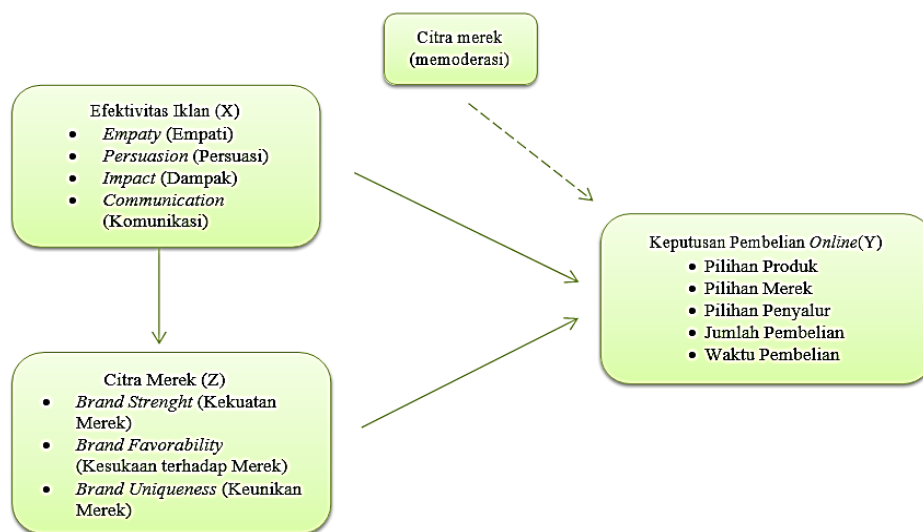 Citra merek
(memoderasi)
Efektivitas Iklan (X)
• Empaty (Empati)
• Persuasion (Persuasi)
• Impact (Dampak)
• Communication
(Komunikasi)
Keputusan Pembelian Online(Y)
• Pilihan Produk
• Pilihan Merek
• Pilihan Penyalur
• Jumlah Pembelian
• Waktu Pembelian
Citra Merek (Z)
• Brand Strenght (Kekuatan
Merek)
• Brand Favorability
(Kesukaan terhadap Merek)
• Brand Uniqueness (Keunikan
Merek)